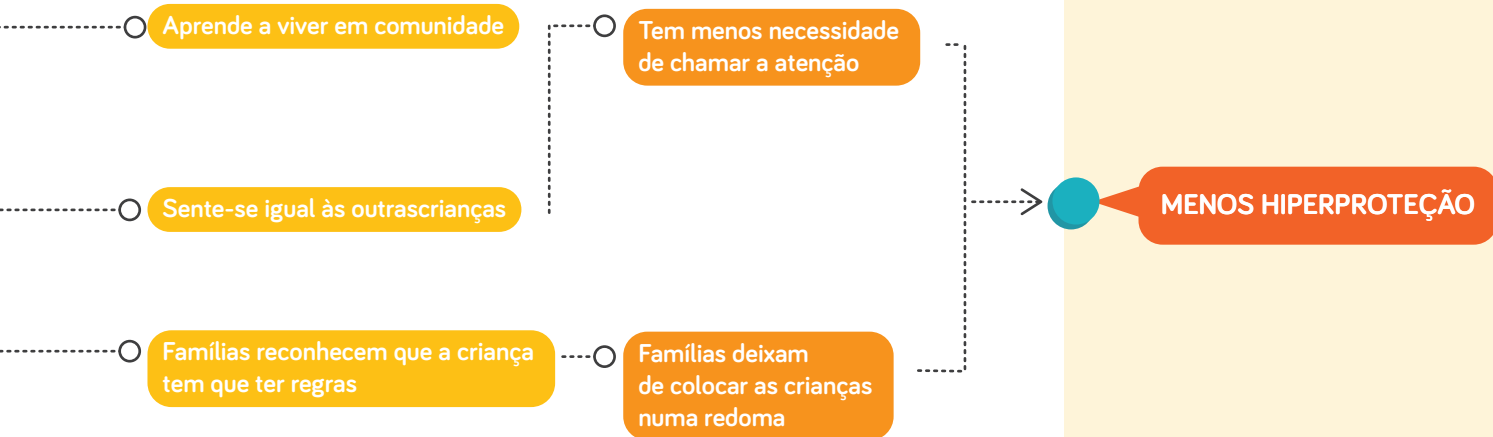 Aprende a viver em comunidade
Tem menos necessidade
de chamar a atenção
Sente-se igual às outrascrianças
MENOS HIPERPROTEÇÃO
Famílias reconhecem que a criança
tem que ter regras
Famílias deixam
de colocar as crianças
numa redoma